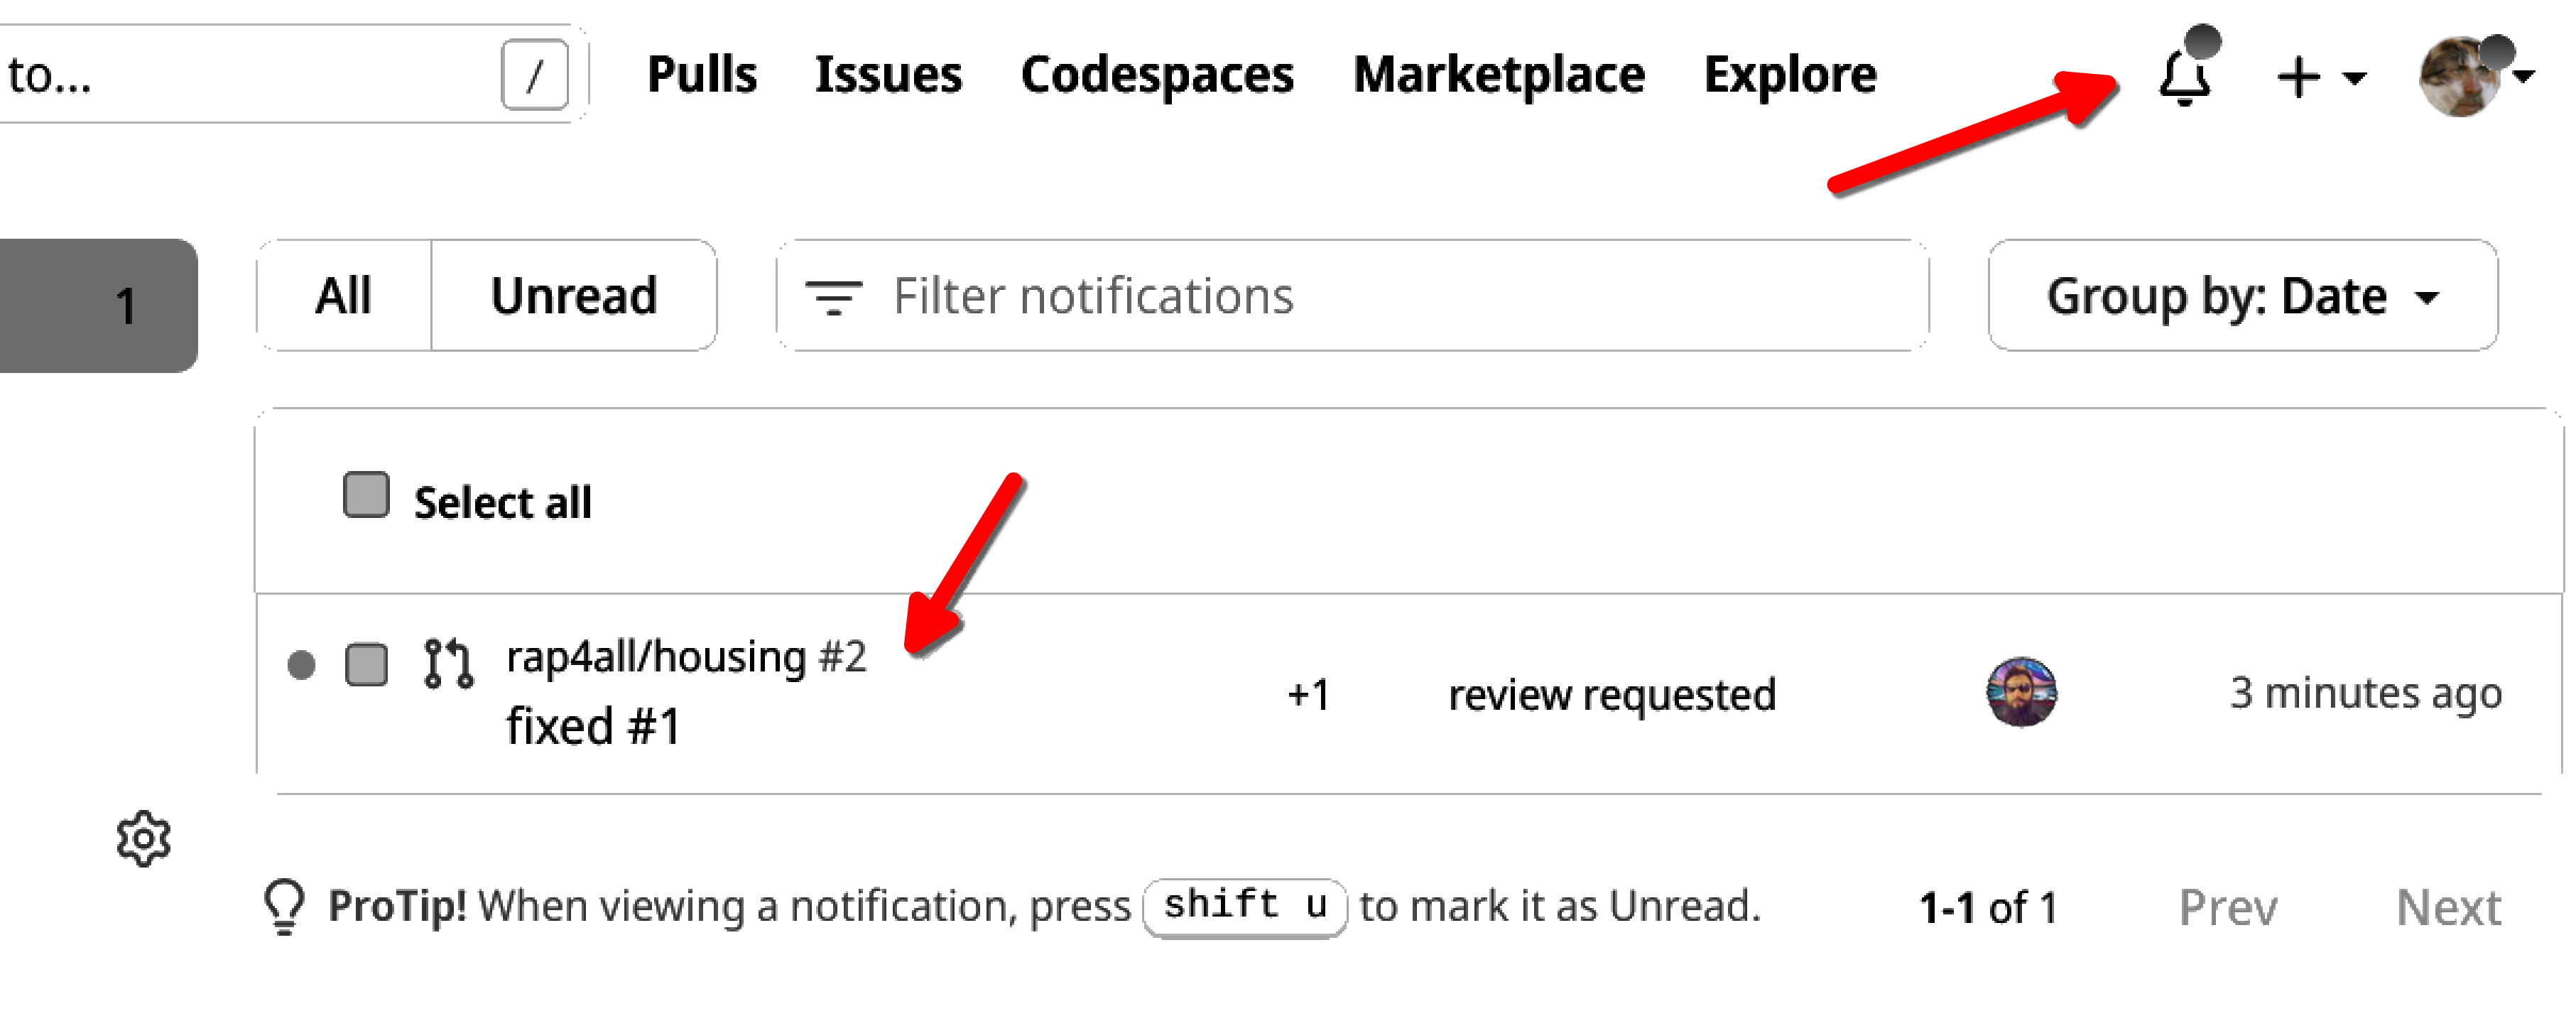 to... / Pulls Issues Codespaces Marketplace Explore
1 All Unread Filter notifications Group by: Date
Select all
rap4all/housing #2
fixed #1 +1 review requested 3 minutes ago
ProTip! When viewing a notification, press shift u to mark it as Unread. 1-1 of 1 Prev Next